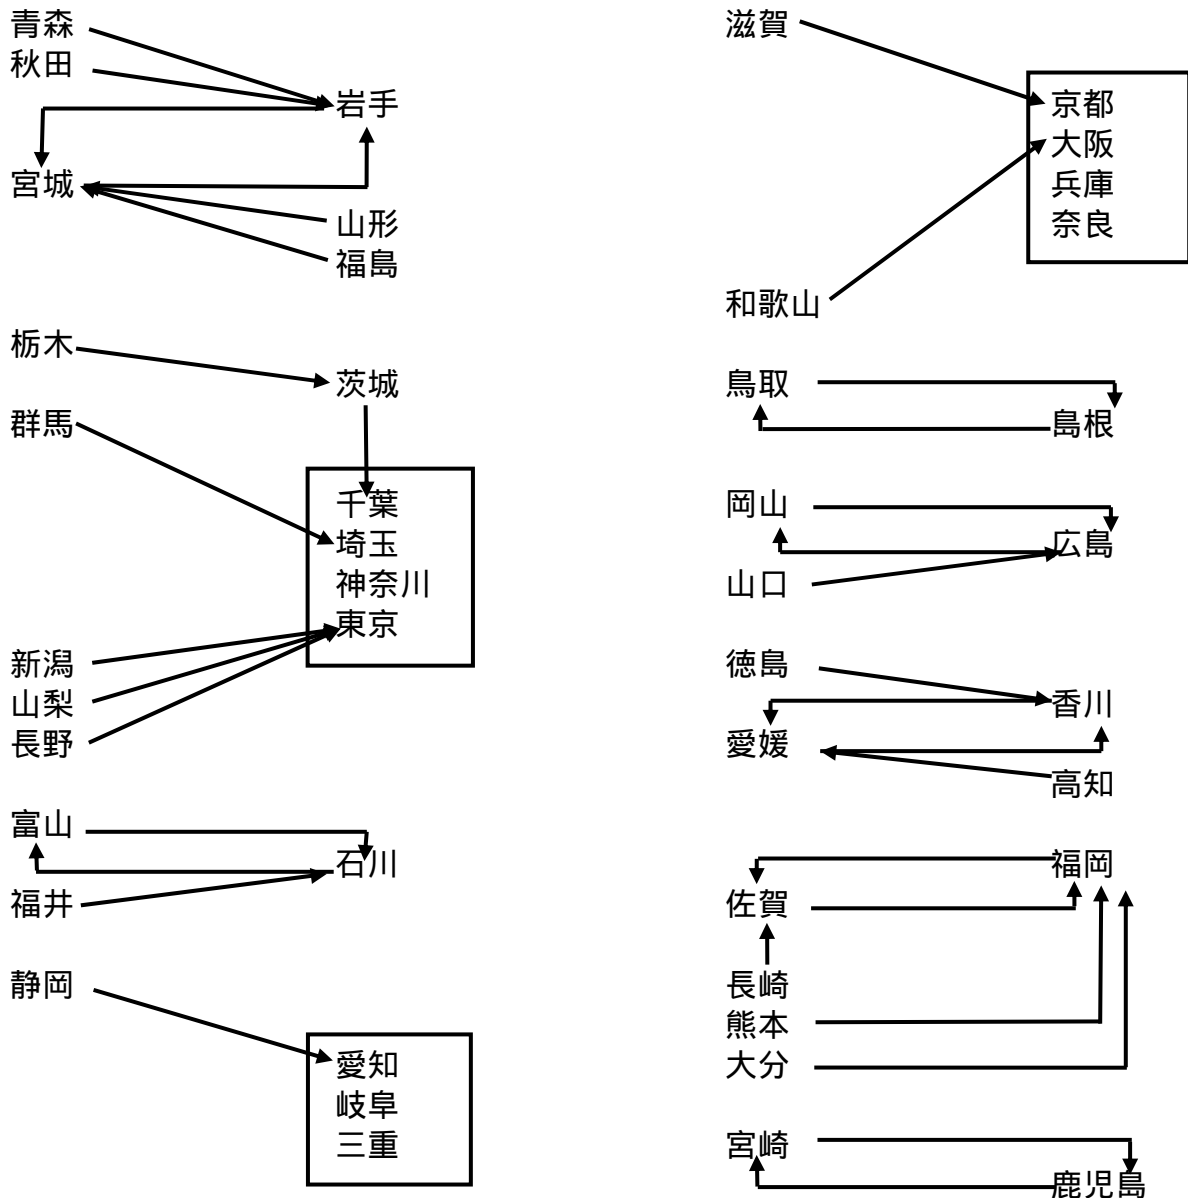 青森
秋田
岩手
宮城
山形
福島
栃木
茨城
群馬
千葉
埼玉
神奈川
東京
新潟
山梨
長野
富山
石川
福井
静岡
愛知
岐阜
三重
滋賀
京都
大阪
兵庫
奈良
和歌山
鳥取
島根
岡山
広島
山口
徳島
香川
愛媛
高知
福岡
佐賀
長崎
熊本
大分
宮崎
鹿児島